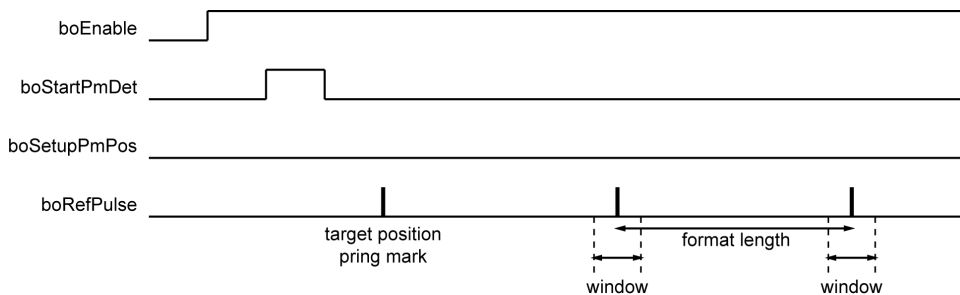 boEnable
boStartPmDet
boSetupPmPos
boRefPulse
target position
pring mark
format length
window
window